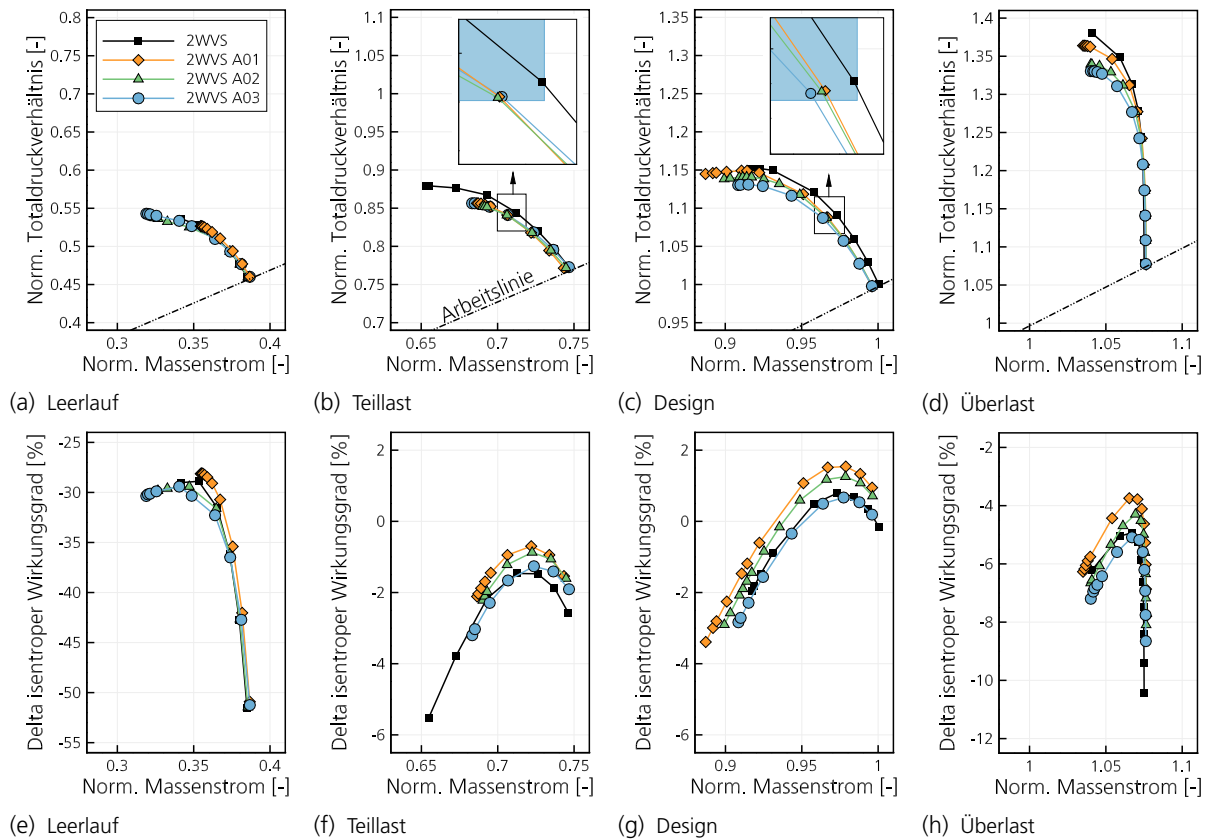 Norm. Totaldruckverhältnis [-]
0.8
0.7
0.6
0.5
0.4
2WVS
2WVS A01
2WVS A02
2WVS A03
0.3
0.35
0.4
Norm. Massenstrom [-]
(a) Leerlauf
Norm. Totaldruckverhältnis [-]
1.1
1.05
1
0.95
0.9
0.85
0.8
0.75
0.7
Arbeitslinie
0.65
0.7
0.75
Norm. Massenstrom [-]
(b) Teillast
Norm. Totaldruckverhältnis [-]
1.35
1.3
1.25
1.2
1.15
1.1
1.05
1
0.95
0.9
0.95
1
Norm. Massenstrom [-]
(c) Design
Norm. Totaldruckverhältnis [-]
1.4
1.35
1.3
1.25
1.2
1.15
1.1
1.05
1
1
1.05
1.1
Norm. Massenstrom [-]
(d) Überlast
Delta isentroper Wirkungsgrad [%]
-25
-30
-35
-40
-45
-50
-55
0.3
0.35
0.4
Norm. Massenstrom [-]
(e) Leerlauf
Delta isentroper Wirkungsgrad [%]
2
0
-2
-4
-6
0.65
0.7
0.75
Norm. Massenstrom [-]
(f) Teillast
Delta isentroper Wirkungsgrad [%]
2
0
-2
-4
-6
0.9
0.95
1
Norm. Massenstrom [-]
(g) Design
Delta isentroper Wirkungsgrad [%]
-2
-4
-6
-8
-10
-12
1
1.05
1.1
Norm. Massenstrom [-]
(h) Überlast